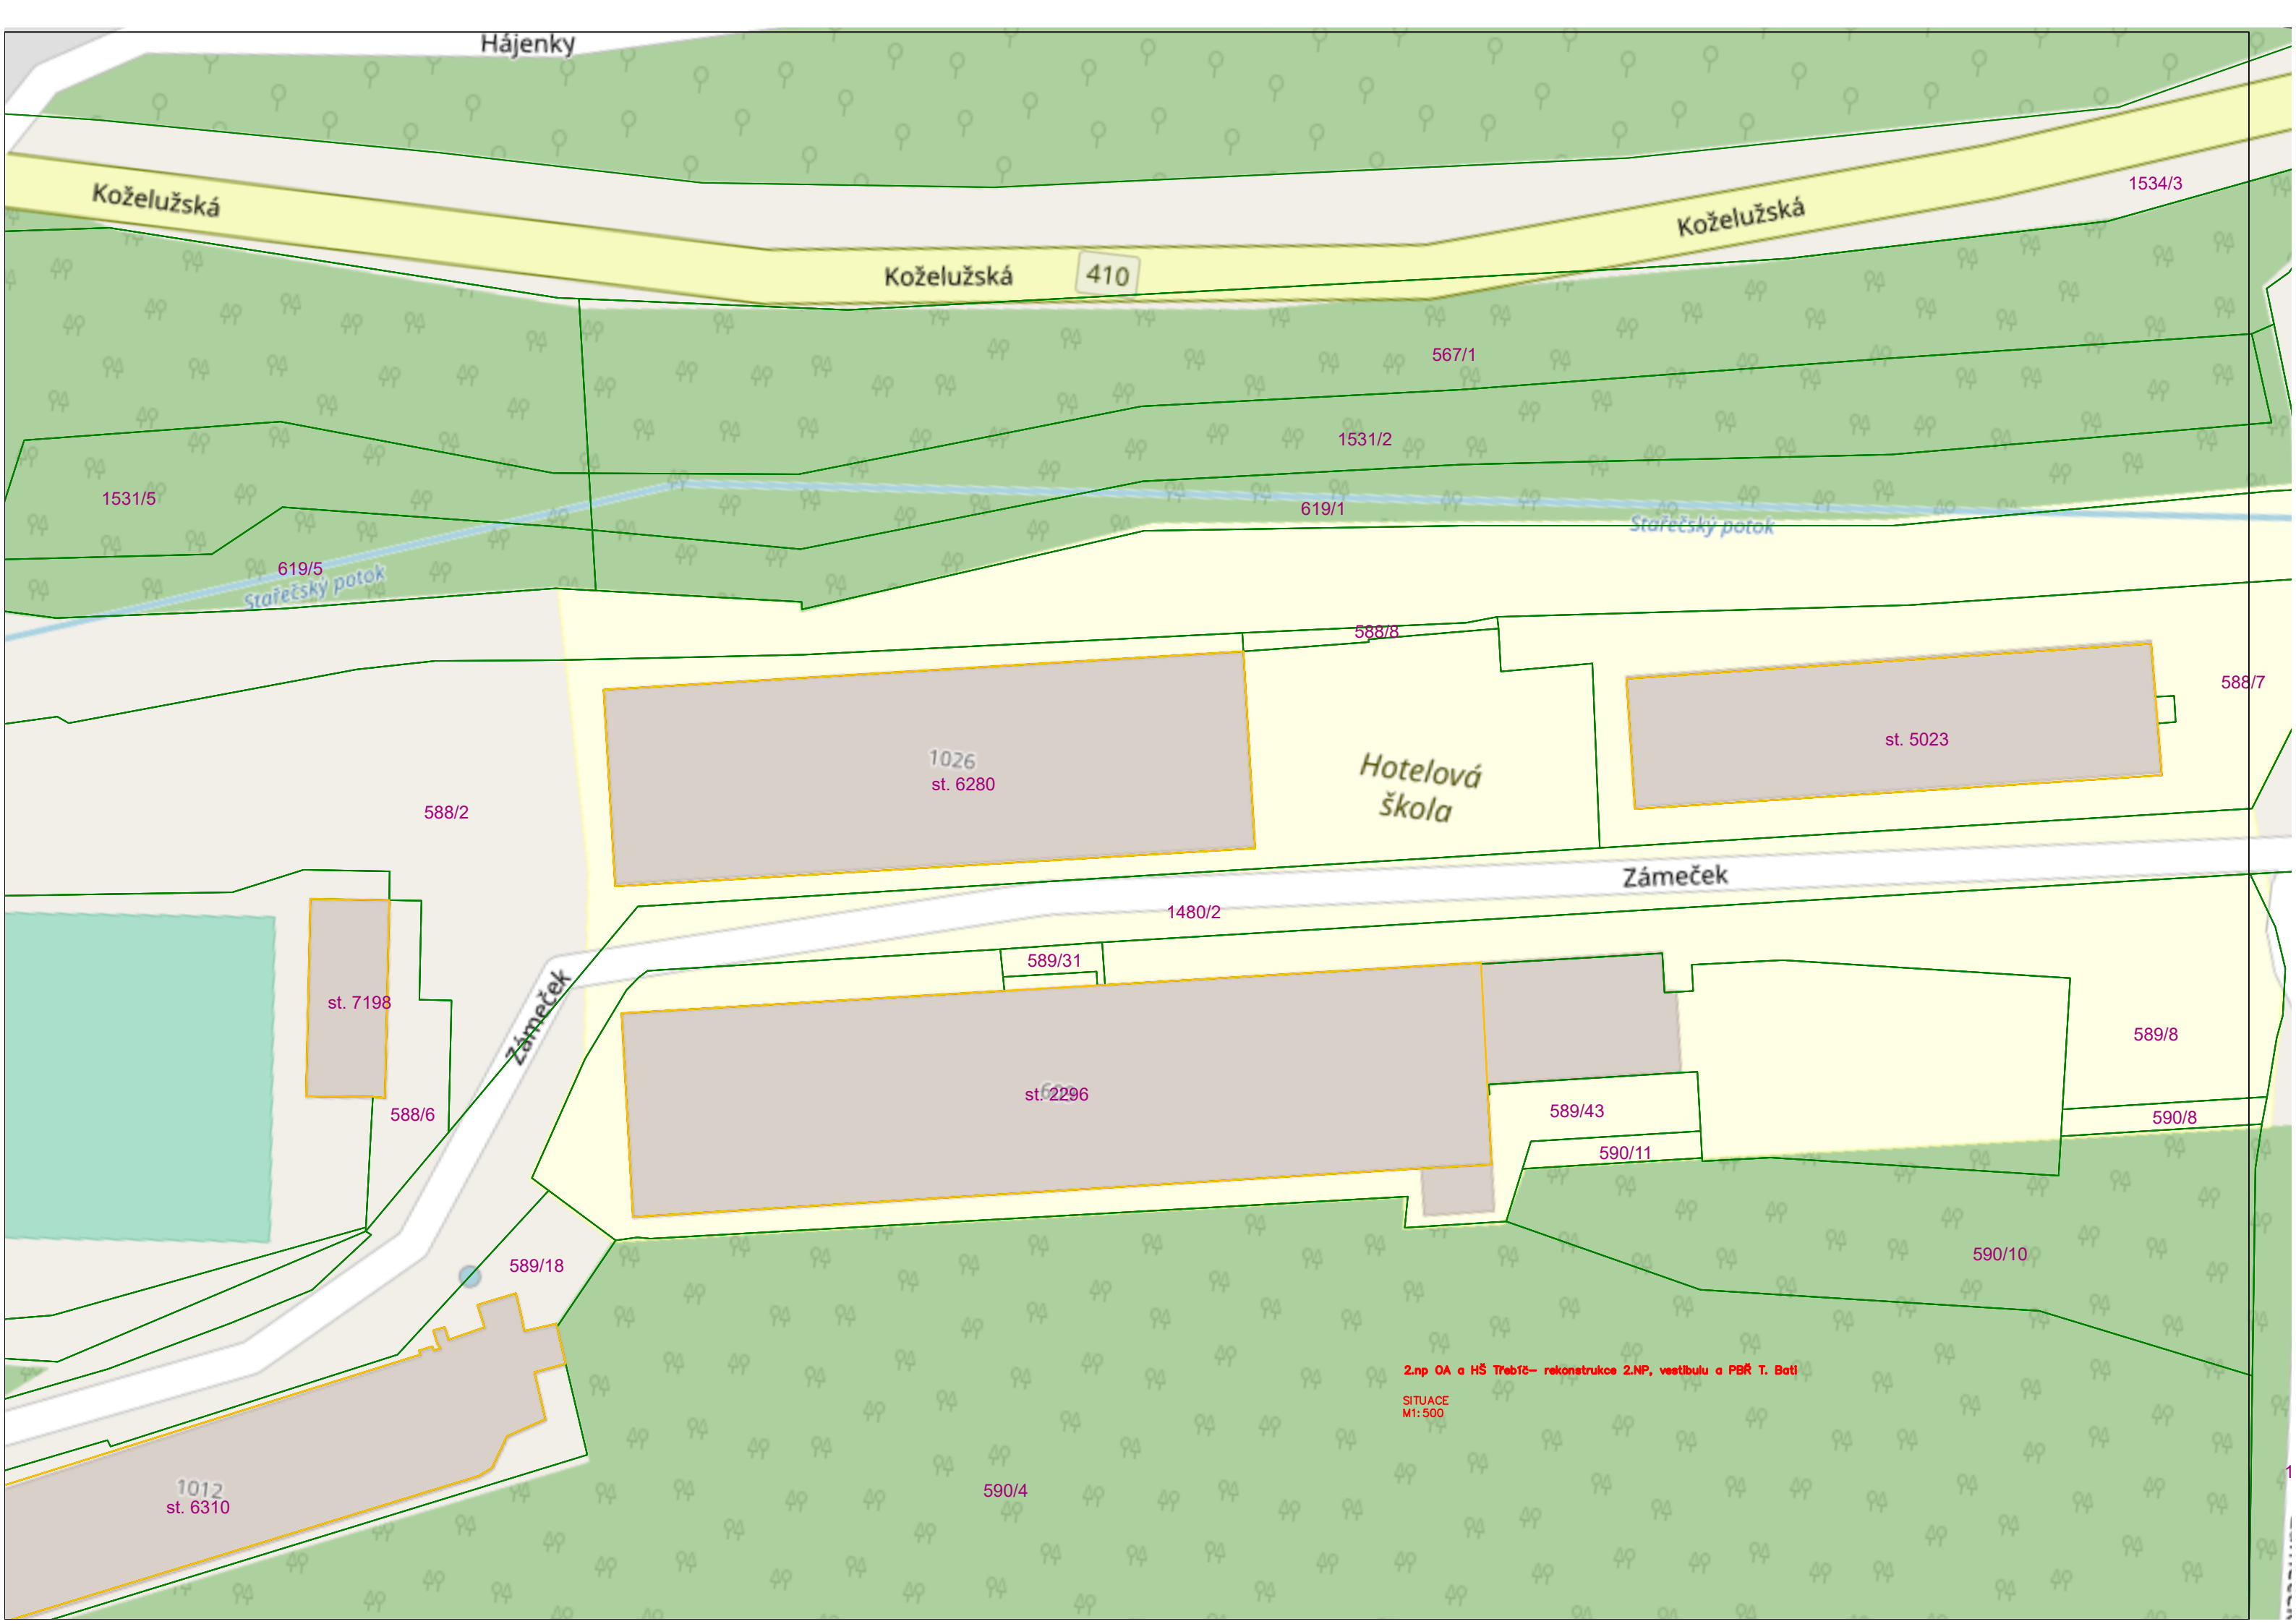 Hájenky
1534/3
Koželužská
Koželužská
Koželužská
410
567/1
1531/2
1531/5
619/1
Stařečský potok
619/5
Stařečský potok
588/8
588/7
st. 5023
1026
st. 6280
Hotelová
škola
588/2
Zámeček
1480/2
589/31
st. 7198
Zámeček
589/8
st. 2296
589/43
588/6
590/8
590/11
590/10
589/18
2.np OA a HŠ Třebíč– rekonstrukce 2.NP, vestibulu a PBŘ T. Bati
SITUACE
M1:500
1012
590/4
st. 6310